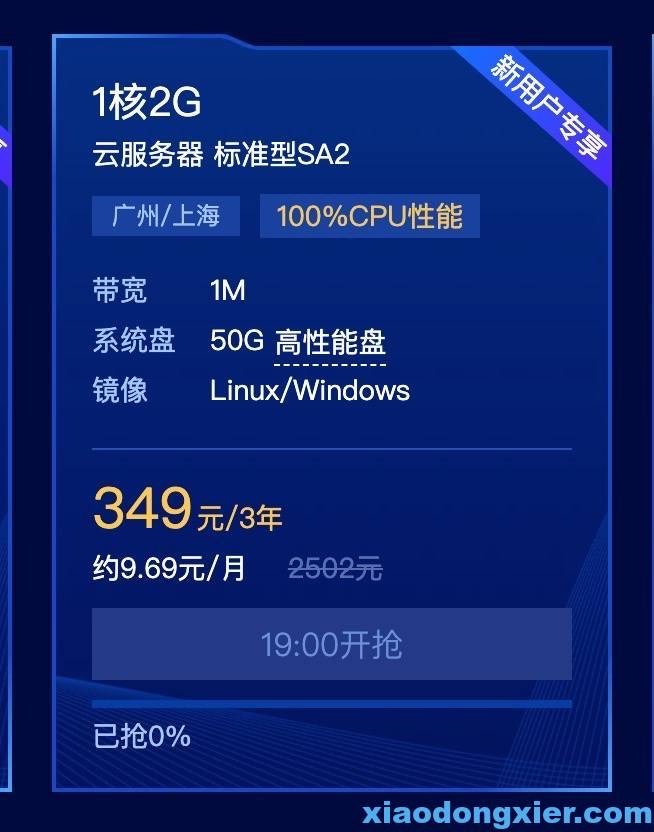 新用户专享
1核2G
云服务器 标准型SA2
广州/上海 100%CPU性能
带宽 1M
系统盘 50G 高性能盘
镜像 Linux/Windows
349元/3年
约9.69元/月 2502元
19:00开抢
已抢0%
xiaodongxier.com